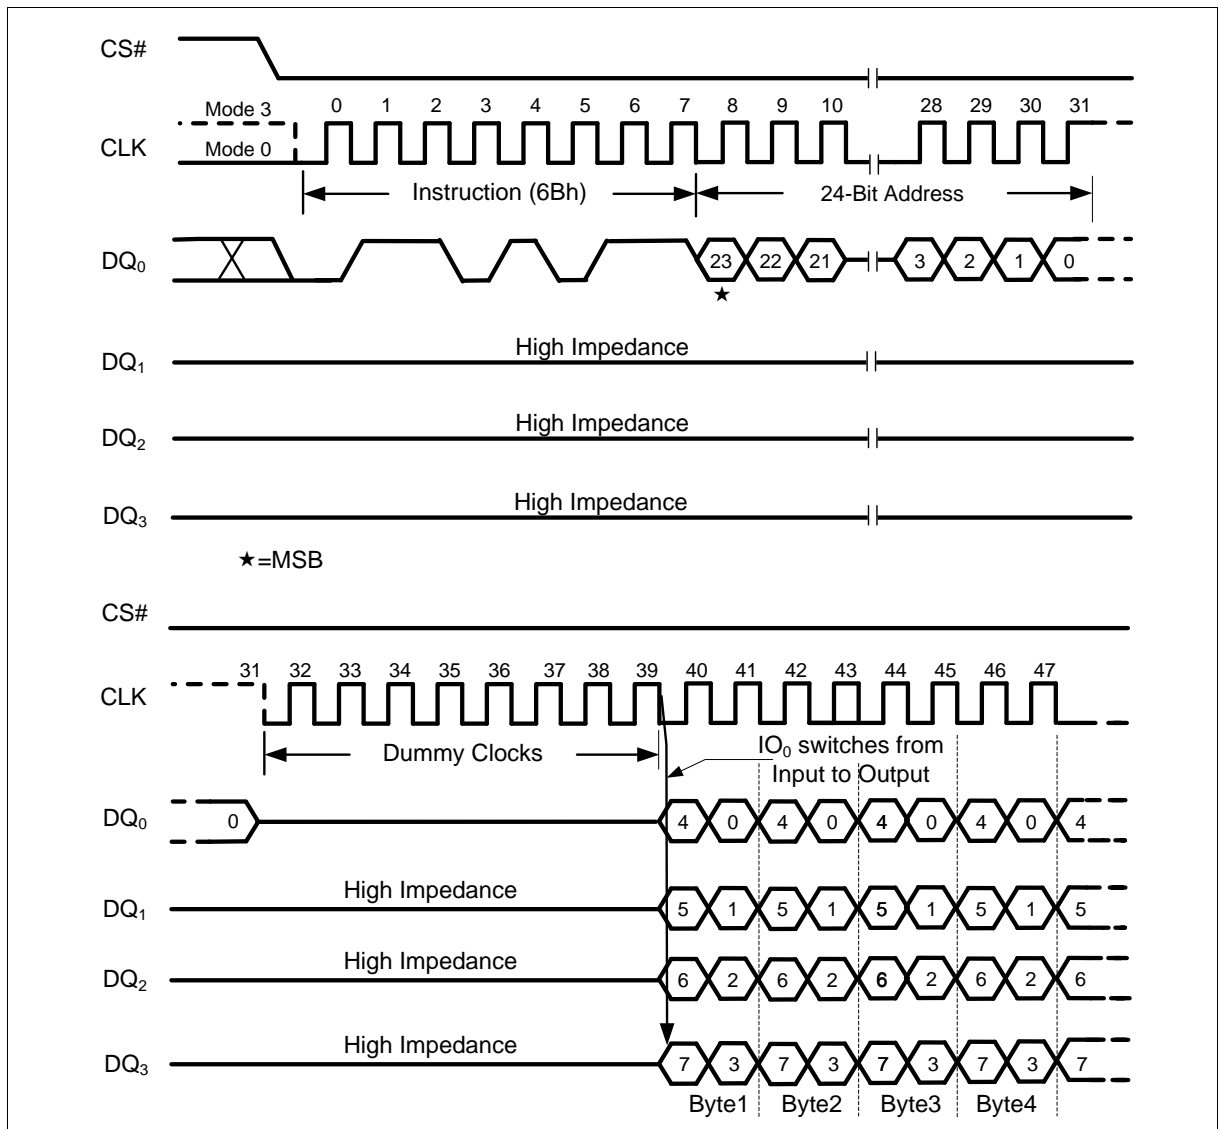 CS#
Mode 3 0 1 2 3 4 5 6 7 8 9 10 28 29 30 31
CLK Mode 0
Instruction (6Bh) 24-Bit Address
DQ0 23 22 21 3 2 1 0
★
High Impedance
DQ1
High Impedance
DQ2
High Impedance
DQ3
★=MSB
CS#
31 32 33 34 35 36 37 38 39 40 41 42 43 44 45 46 47
CLK
Dummy Clocks
IO0 switches from
Input to Output
DQ0 0 4 0 4 0 4 0 4 0 4
High Impedance
DQ1 5 1 5 1 5 1 5 1 5
High Impedance
DQ2 6 2 6 2 6 2 6 2 6
High Impedance
DQ3 7 3 7 3 7 3 7 3 7
Byte1 Byte2 Byte3 Byte4